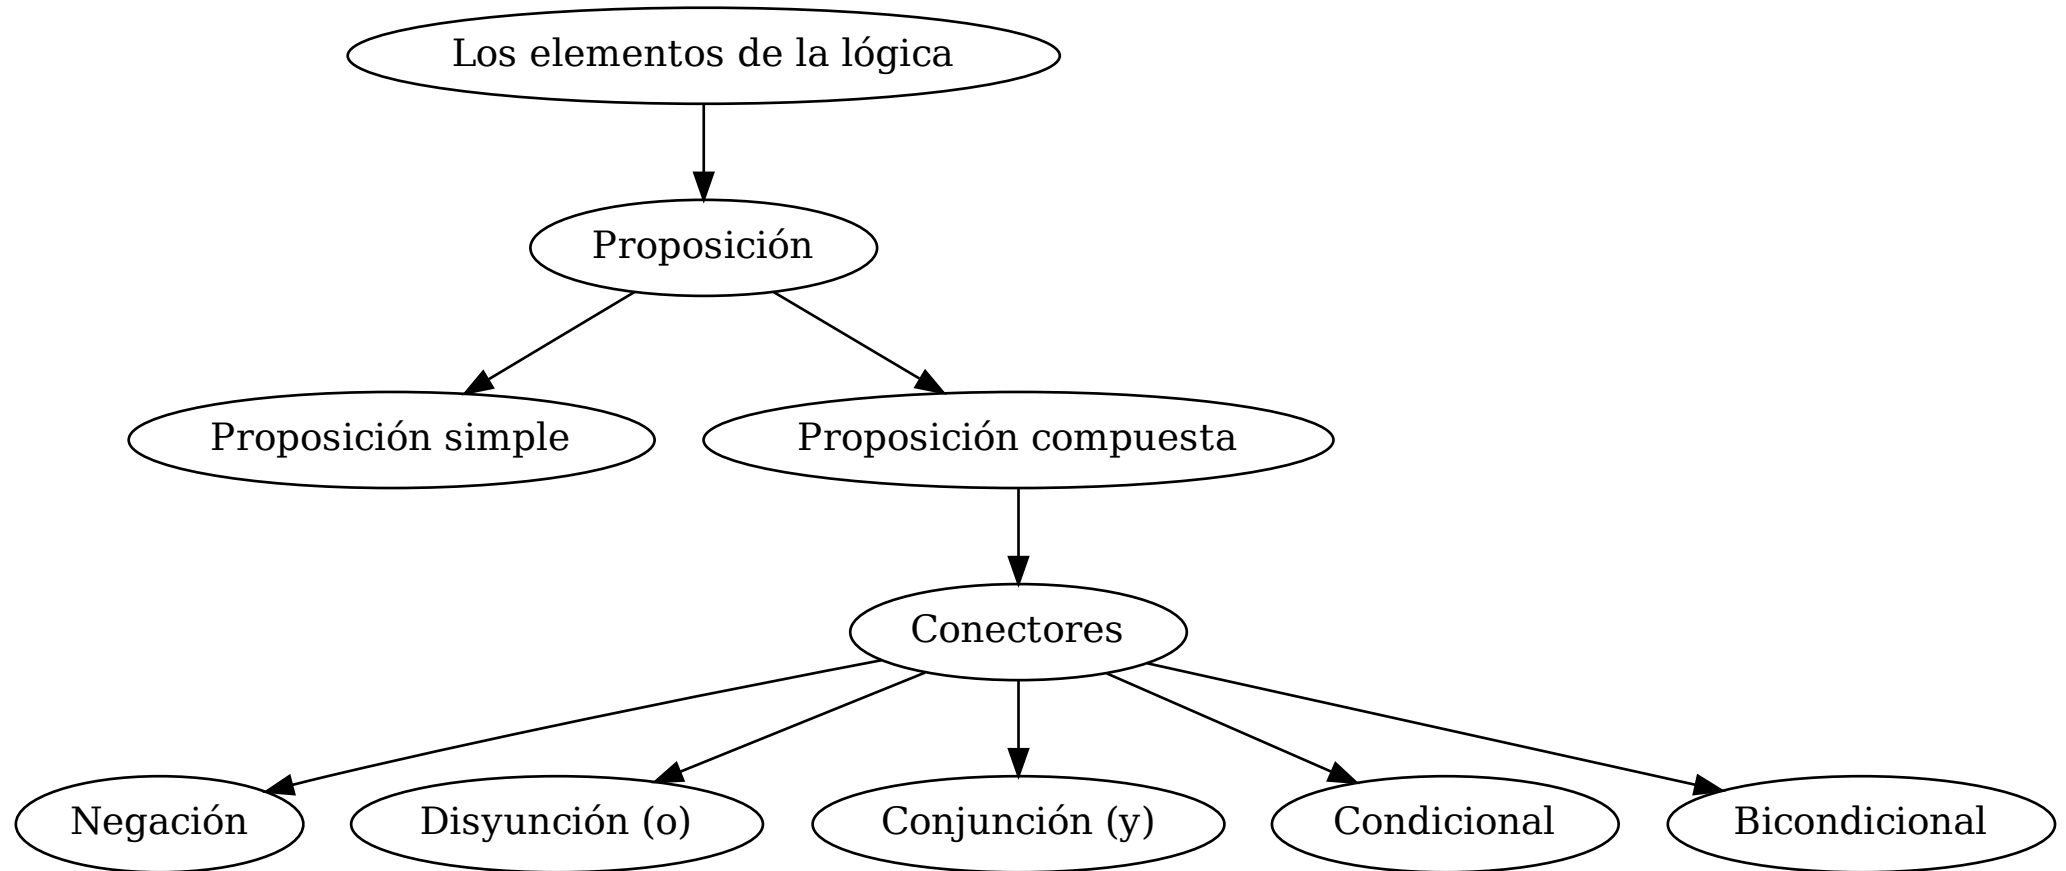 Los elementos de la lógica
Proposición
Proposición simple
Proposición compuesta
Conectores
Negación
Disyunción (o)
Conjunción (y)
Condicional
Bicondicional